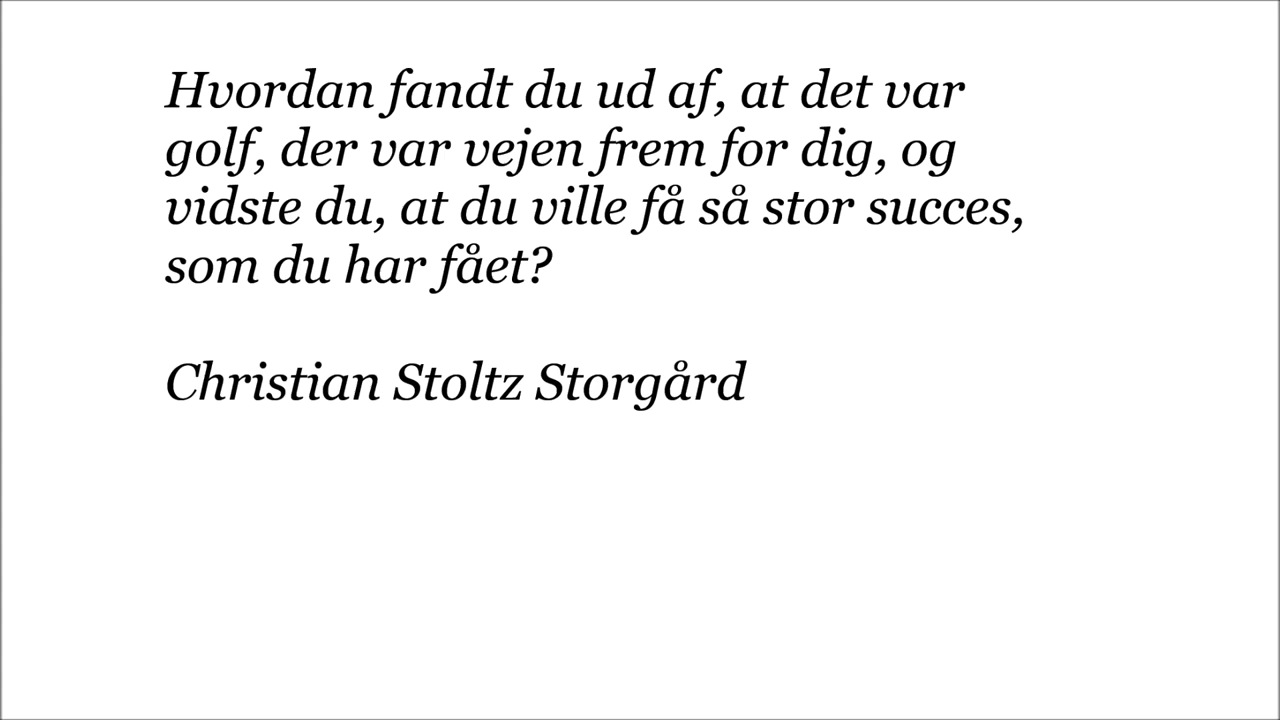 Hvordan fandt du ud af, at det var
golf, der var vejen frem for dig, og
vidste du, at du ville få så stor succes,
som du har fået?
Christian Stoltz Storgård